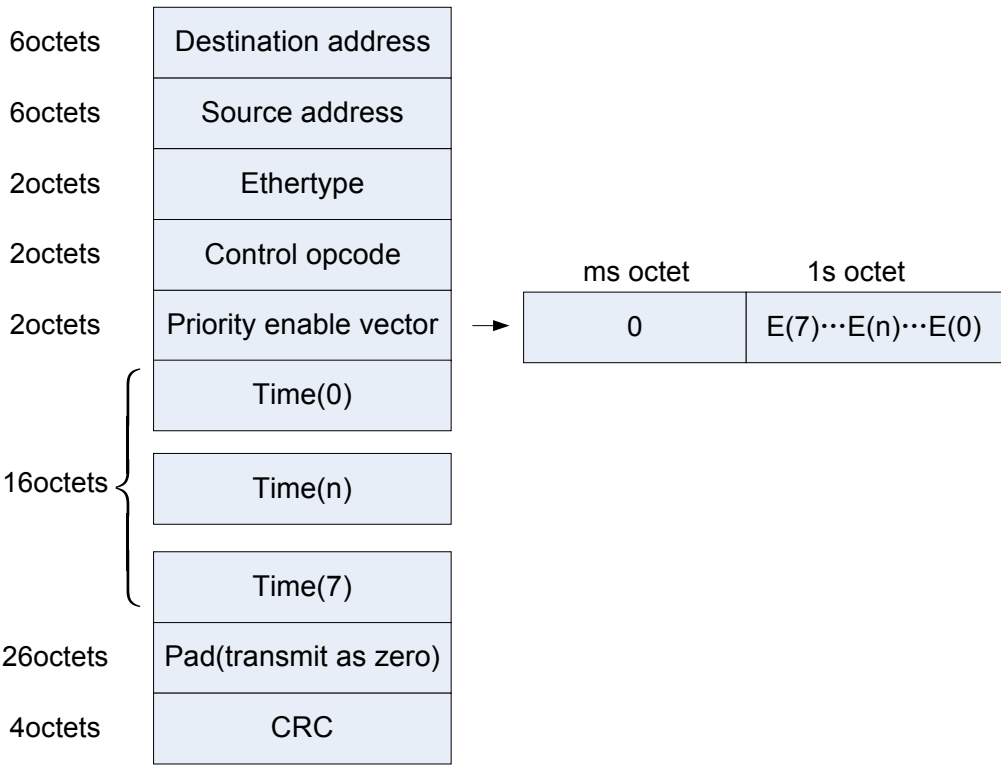 6octets Destination address
6octets Source address
2octets Ethertype
2octets Control opcode
ms octet 1s octet
2octets Priority enable vector 0 E(7)···E(n)···E(0)
Time(0)
16octets Time(n)
Time(7)
26octets Pad(transmit as zero)
4octets CRC